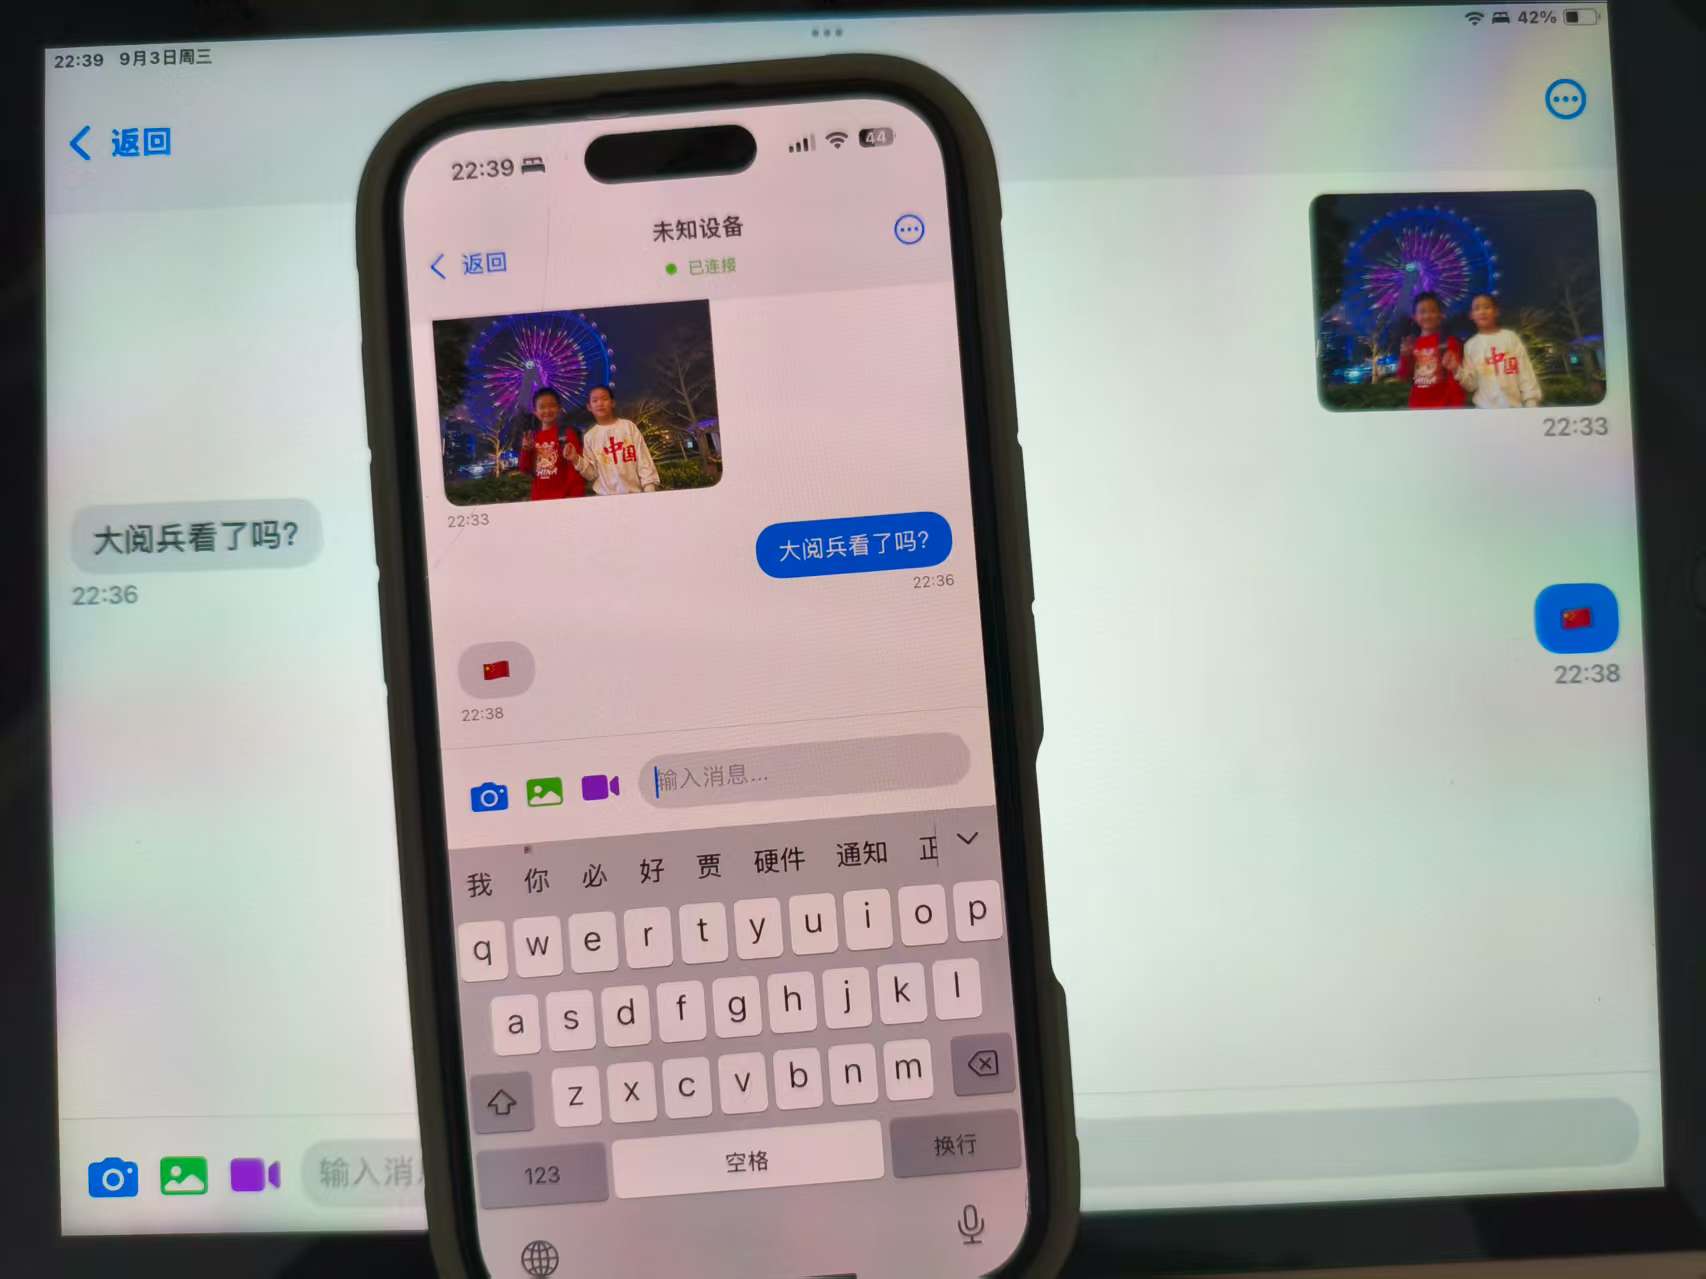 22:39 9月3日周三
42%
返回
22:33
大阅兵看了吗?
22:36
22:38
输入消
22:39
44
未知设备
已连接
返回
中国
22:33
大阅兵看了吗?
22:36
22:38
输入消息...
我 你 必 好 贾 硬件 通知
q w e r t y u i o p
a s d f g h j k l
z x c v b n m
123 空格 换行